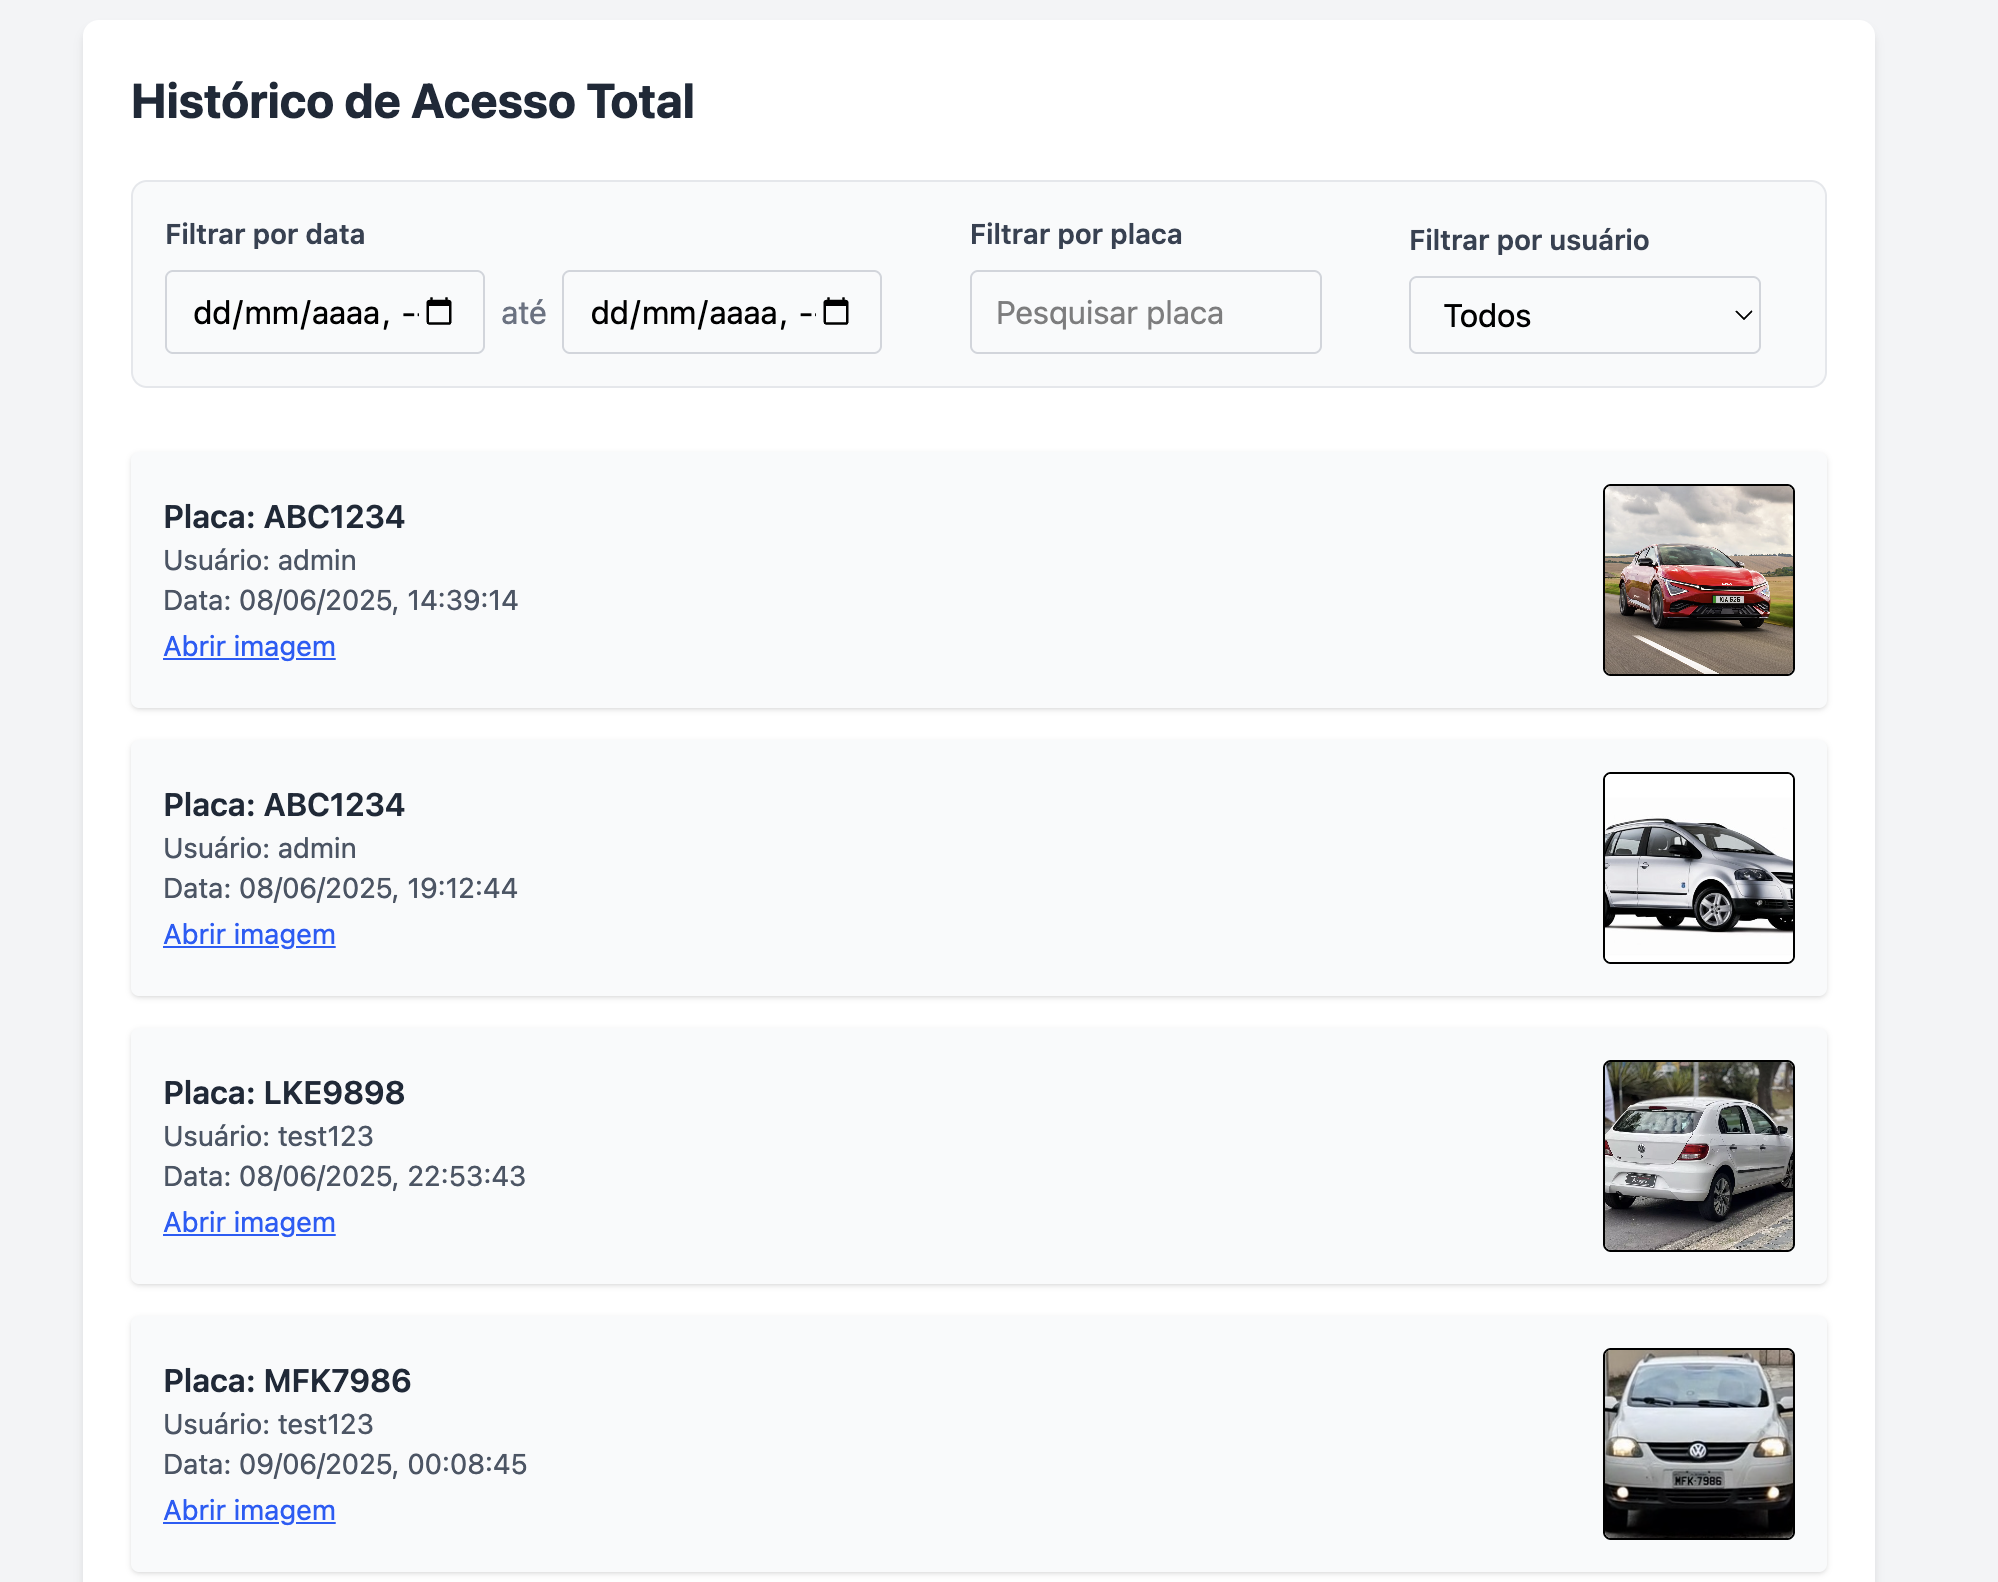 Histórico de Acesso Total
Filtrar por data
Filtrar por placa
Filtrar por usuário
dd/mm/aaaa, --
até
dd/mm/aaaa, --
Pesquisar placa
Todos
Placa: ABC1234
Usuário: admin
Data: 08/06/2025, 14:39:14
Abrir imagem
KIA EV6
Placa: ABC1234
Usuário: admin
Data: 08/06/2025, 19:12:44
Abrir imagem
Placa: LKE9898
Usuário: test123
Data: 08/06/2025, 22:53:43
Abrir imagem
Placa: MFK7986
Usuário: test123
Data: 09/06/2025, 00:08:45
Abrir imagem
MFK·7986